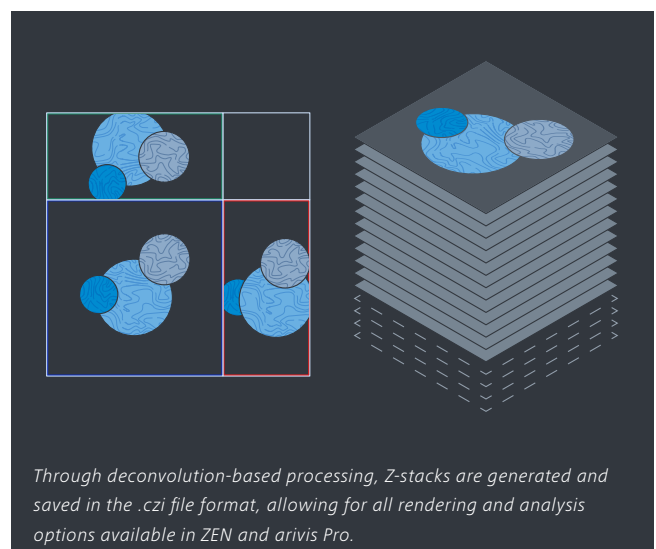 Through deconvolution-based processing, Z-stacks are generated and
saved in the .czi file format, allowing for all rendering and analysis
options available in ZEN and arivis Pro.